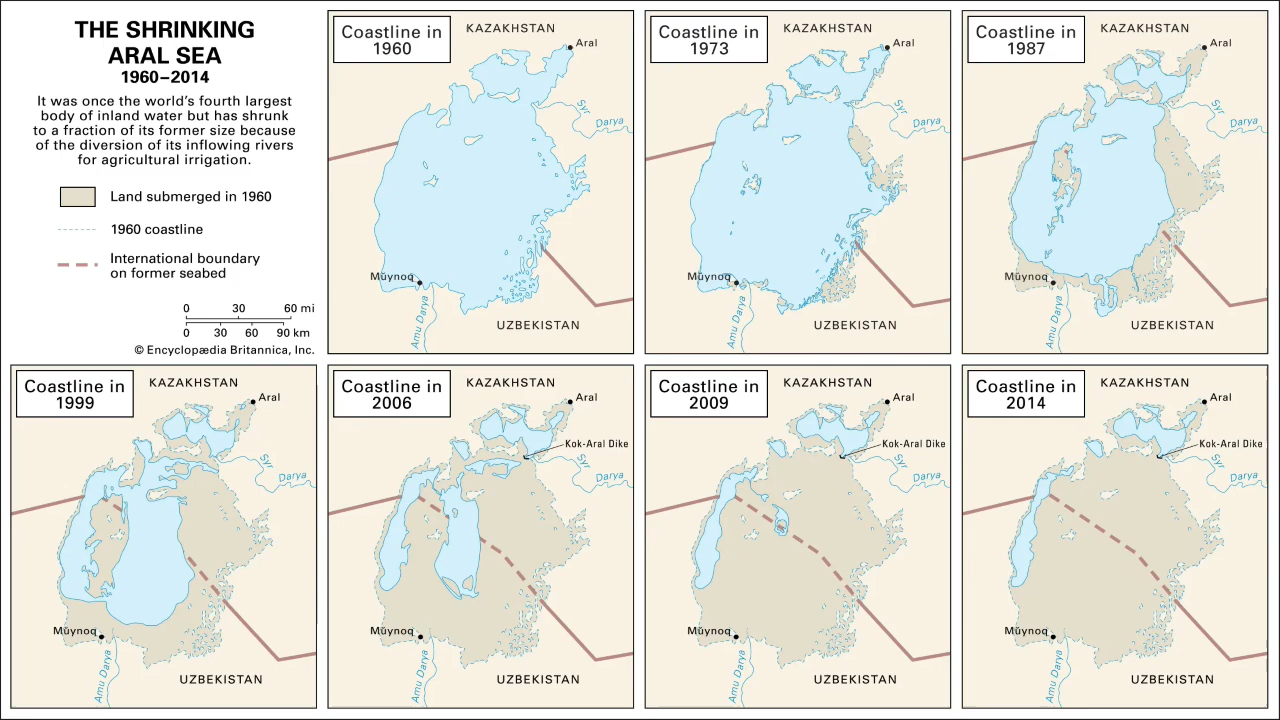 THE SHRINKING
ARAL SEA
1960–2014
It was once the world's fourth largest
body of inland water but has shrunk
to a fraction of its former size because
of the diversion of its inflowing rivers
for agricultural irrigation.
Land submerged in 1960
1960 coastline
International boundary
on former seabed
0 30 60 mi
0 30 60 90 km
© Encyclopædia Britannica, Inc.
Coastline in
1960
KAZAKHSTAN
Aral
Syr
Darya
Mŭynoq
Amu Darya
UZBEKISTAN
Coastline in
1973
KAZAKHSTAN
Aral
Syr
Darya
Mŭynoq
Amu Darya
UZBEKISTAN
Coastline in
1987
KAZAKHSTAN
Aral
Syr
Darya
Mŭynoq
Amu Darya
UZBEKISTAN
Coastline in
1999
KAZAKHSTAN
Aral
Syr
Darya
Mŭynoq
Amu Darya
UZBEKISTAN
Coastline in
2006
KAZAKHSTAN
Aral
Kok-Aral Dike
Syr
Darya
Mŭynoq
Amu Darya
UZBEKISTAN
Coastline in
2009
KAZAKHSTAN
Aral
Kok-Aral Dike
Syr
Darya
Mŭynoq
Amu Darya
UZBEKISTAN
Coastline in
2014
KAZAKHSTAN
Aral
Kok-Aral Dike
Syr
Darya
Mŭynoq
Amu Darya
UZBEKISTAN